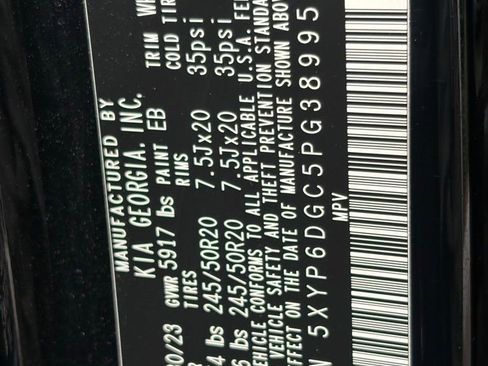 MANUFACTURED BY
KIA GEORGIA. INC.
30/23 GVWR 5917 lbs PAINT EB TRIM
TIRES RIMS COLD TIR
4 lbs 245/50R20 7.5Jx20 35psi
6 lbs 245/50R20 7.5Jx20 35psi
VEHICLE CONFORMS TO ALL APPLICABLE U.S.A. FE
VEHICLE SAFETY AND THEFT PREVENTION STANDA
EFFECT ON THE DATE OF MANUFACTURE SHOWN ABOV
N 5XYP6DGC5PG38995
MPV